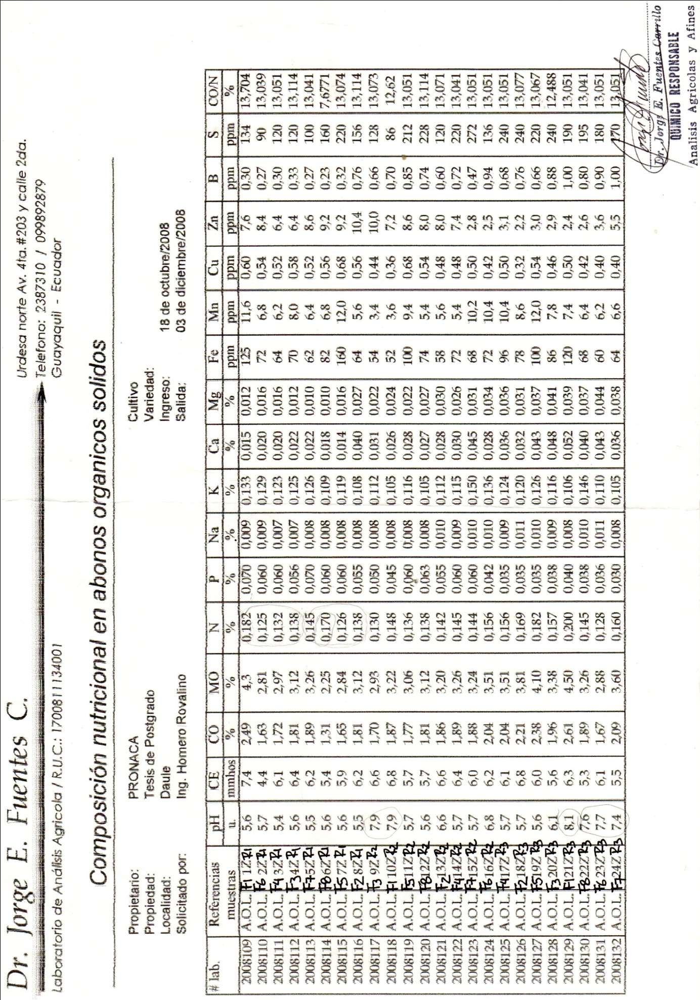 Dr. Jorge E. Fuentes C.
Urdesa norte Av. 4ta. #203 y calle 2da.
Telefono: 2387310 / 099892879
Laboratorio de Análisis Agricola / R.U.C.: 1700811134001
Guayaquil - Ecuador
Composición nutricional en abonos organicos solidos
Propietario: PRONACA Cultivo
Propiedad: Tesis de Postgrado Variedad:
Localidad: Daule Ingreso: 18 de octubre/2008
Solicitado por: Ing. Homero Rovalino Salida: 03 de diciembre/2008
# lab. Referencias pH CE CO MO N P Na K Ca Mg Fe Mn Cu Zn B S CO/N
muestras u. mmhos % % % % % % % % ppm ppm ppm ppm ppm ppm %
2008109 A.O.L. F1 1Z R1 5,6 7,4 2,49 4,3 0,182 0,070 0,009 0,133 0,015 0,012 125 11,6 0,60 7,6 0,30 134 13,704
2008110 A.O.L. F6 2Z R1 5,7 4,4 1,63 2,81 0,125 0,060 0,009 0,129 0,020 0,016 72 6,8 0,54 8,4 0,27 90 13,039
2008111 A.O.L. F4 3Z R1 5,4 6,1 1,72 2,97 0,132 0,060 0,007 0,123 0,020 0,016 64 6,2 0,52 6,4 0,30 120 13,051
2008112 A.O.L. F3 4Z R1 5,6 6,4 1,81 3,12 0,138 0,056 0,007 0,125 0,022 0,012 70 8,0 0,58 6,4 0,33 120 13,114
2008113 A.O.L. F7 5Z R1 5,5 6,2 1,89 3,26 0,145 0,070 0,008 0,126 0,022 0,010 62 6,4 0,52 8,6 0,27 100 13,041
2008114 A.O.L. F8 6Z R1 5,6 5,4 1,31 2,25 0,170 0,060 0,008 0,109 0,018 0,010 82 6,8 0,56 9,2 0,23 160 7,6771
2008115 A.O.L. F5 7Z R1 5,6 5,9 1,65 2,84 0,126 0,060 0,008 0,119 0,014 0,016 160 12,0 0,68 9,2 0,32 220 13,074
2008116 A.O.L. F2 8Z R1 5,5 6,2 1,81 3,12 0,138 0,055 0,008 0,108 0,040 0,027 64 5,6 0,56 10,4 0,76 156 13,114
2008117 A.O.L. F3 9Z R2 7,9 6,6 1,70 2,93 0,130 0,050 0,008 0,112 0,031 0,022 54 3,4 0,44 10,0 0,66 128 13,073
2008118 A.O.L. F1 10Z R2 7,9 6,8 1,87 3,22 0,148 0,045 0,008 0,105 0,026 0,024 52 3,6 0,36 7,2 0,70 86 12,62
2008119 A.O.L. F5 11Z R2 5,7 5,7 1,77 3,06 0,136 0,060 0,008 0,116 0,028 0,022 100 9,4 0,68 8,6 0,85 212 13,051
2008120 A.O.L. F8 12Z R2 5,6 5,7 1,81 3,12 0,138 0,063 0,008 0,105 0,027 0,027 74 5,4 0,54 8,0 0,74 228 13,114
2008121 A.O.L. F2 13Z R2 6,6 6,6 1,86 3,20 0,142 0,055 0,010 0,112 0,028 0,030 58 5,6 0,48 8,0 0,60 120 13,071
2008122 A.O.L. F4 14Z R2 5,7 6,4 1,89 3,26 0,145 0,060 0,009 0,115 0,030 0,026 72 5,4 0,48 7,4 0,72 220 13,041
2008123 A.O.L. F7 15Z R2 5,7 6,0 1,88 3,24 0,144 0,060 0,010 0,150 0,045 0,031 68 10,2 0,50 2,8 0,47 272 13,051
2008124 A.O.L. F6 16Z R2 6,8 6,2 2,04 3,51 0,156 0,042 0,010 0,136 0,028 0,034 72 10,4 0,42 2,5 0,94 136 13,051
2008125 A.O.L. F4 17Z R3 5,7 6,1 2,04 3,51 0,156 0,035 0,009 0,124 0,036 0,036 96 10,4 0,50 3,1 0,68 240 13,051
2008126 A.O.L. F2 18Z R3 5,7 6,8 2,21 3,81 0,169 0,035 0,011 0,120 0,032 0,031 78 8,6 0,32 2,2 0,76 240 13,077
2008127 A.O.L. F5 19Z R3 5,6 6,0 2,38 4,10 0,182 0,035 0,010 0,126 0,043 0,037 100 12,0 0,54 3,0 0,66 220 13,067
2008128 A.O.L. F3 20Z R3 6,1 5,6 1,96 3,38 0,157 0,038 0,009 0,116 0,048 0,041 86 7,8 0,46 2,9 0,88 240 12,488
2008129 A.O.L. F1 21Z R3 8,1 6,3 2,61 4,50 0,200 0,040 0,008 0,106 0,052 0,039 120 7,4 0,50 2,4 1,00 190 13,051
2008130 A.O.L. F8 22Z R3 7,6 5,3 1,89 3,26 0,145 0,038 0,010 0,146 0,040 0,037 68 6,4 0,42 2,6 0,80 195 13,041
2008131 A.O.L. F6 23Z R3 7,7 6,1 1,67 2,88 0,128 0,036 0,011 0,110 0,043 0,044 60 6,2 0,40 3,6 0,90 180 13,051
2008132 A.O.L. F7 24Z R3 7,4 5,5 2,09 3,60 0,160 0,030 0,008 0,105 0,036 0,038 64 6,6 0,40 5,5 1,00 170 13,051
Dr. Jorge E. Fuentes Carrillo
QUIMICO RESPONSABLE
Analisis Agricolas y Afines